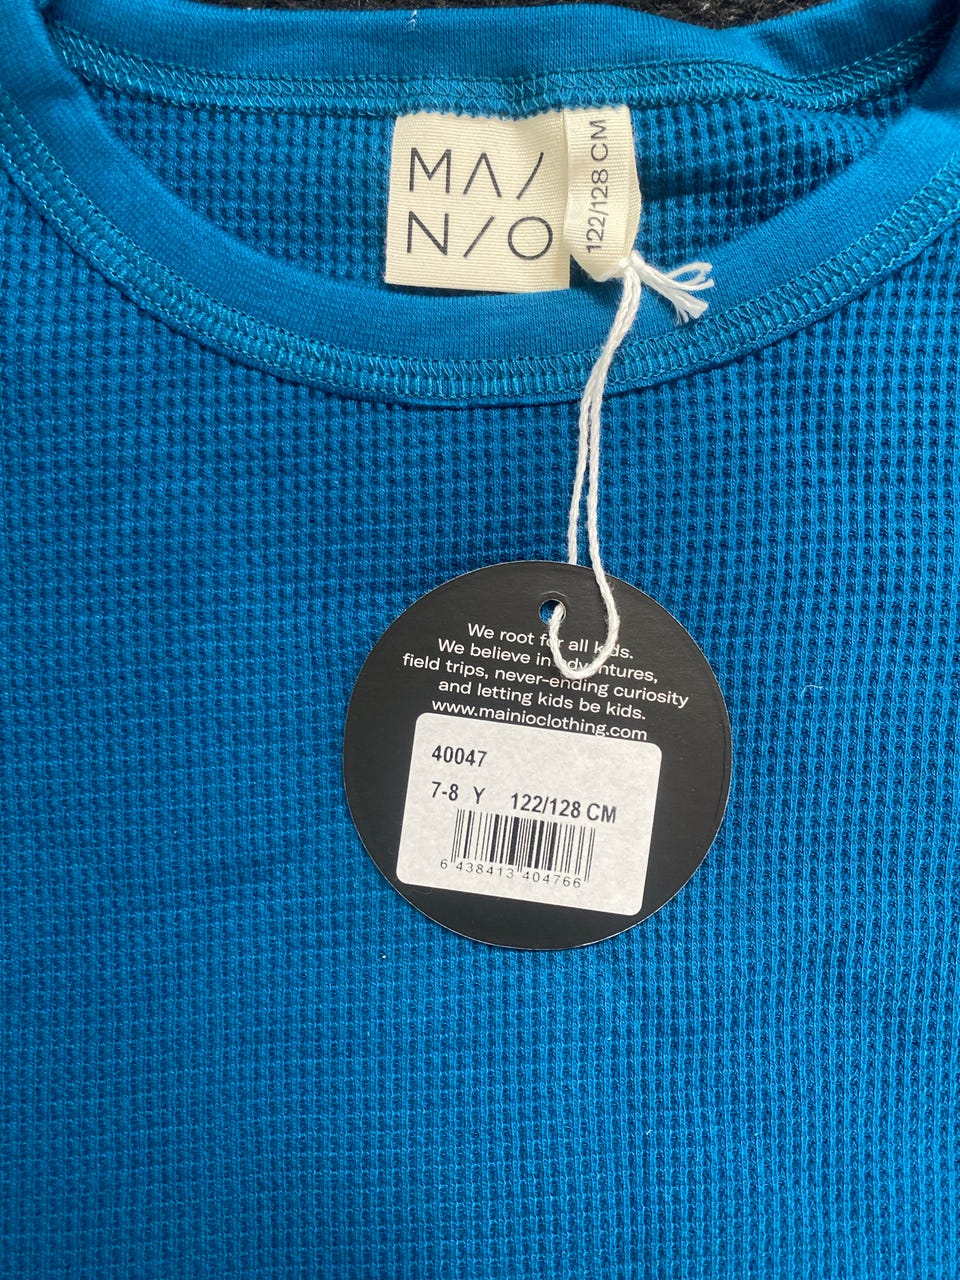 MA/
N/O
122/128 CM
We root for all kids.
We believe in adventures,
field trips, never-ending curiosity
and letting kids be kids.
www.mainioclothing.com
40047
7-8 Y 122/128 CM
6 438413 404766